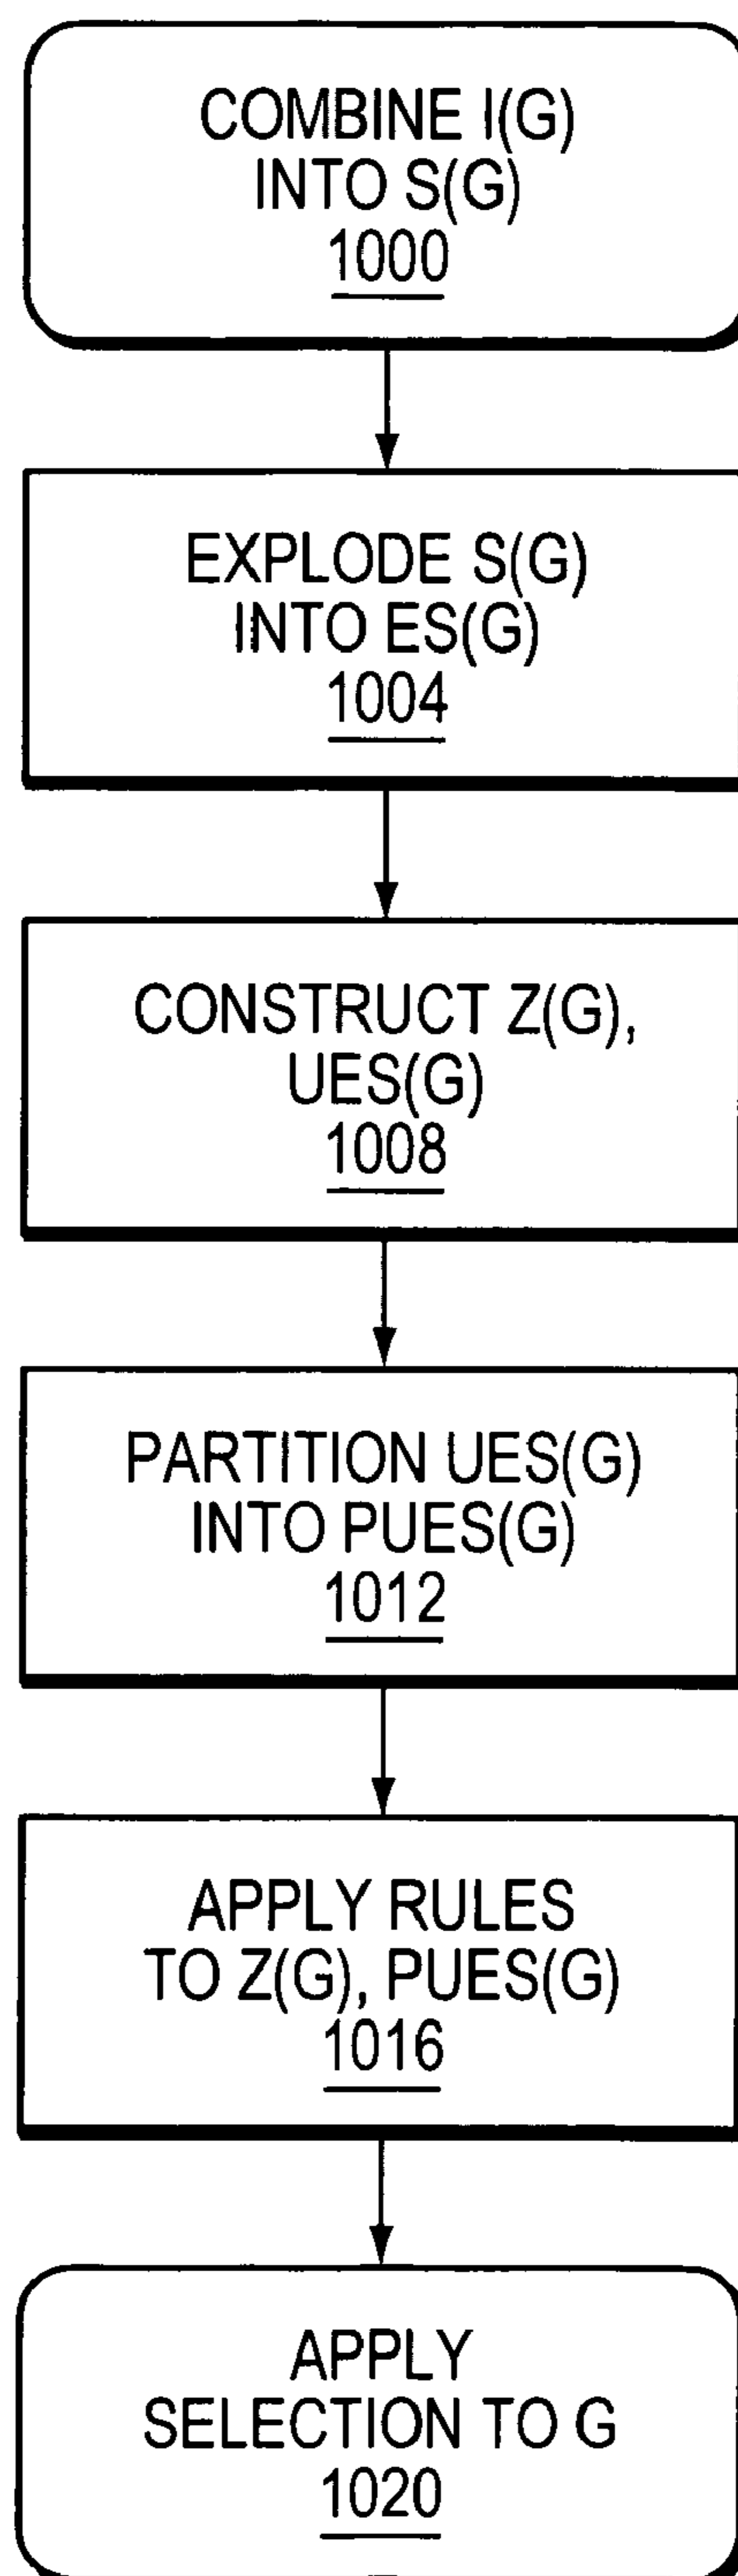 COMBINE I(G)
INTO S(G)
1000
EXPLODE S(G)
INTO ES(G)
1004
CONSTRUCT Z(G),
UES(G)
1008
PARTITION UES(G)
INTO PUES(G)
1012
APPLY RULES
TO Z(G), PUES(G)
1016
APPLY
SELECTION TO G
1020